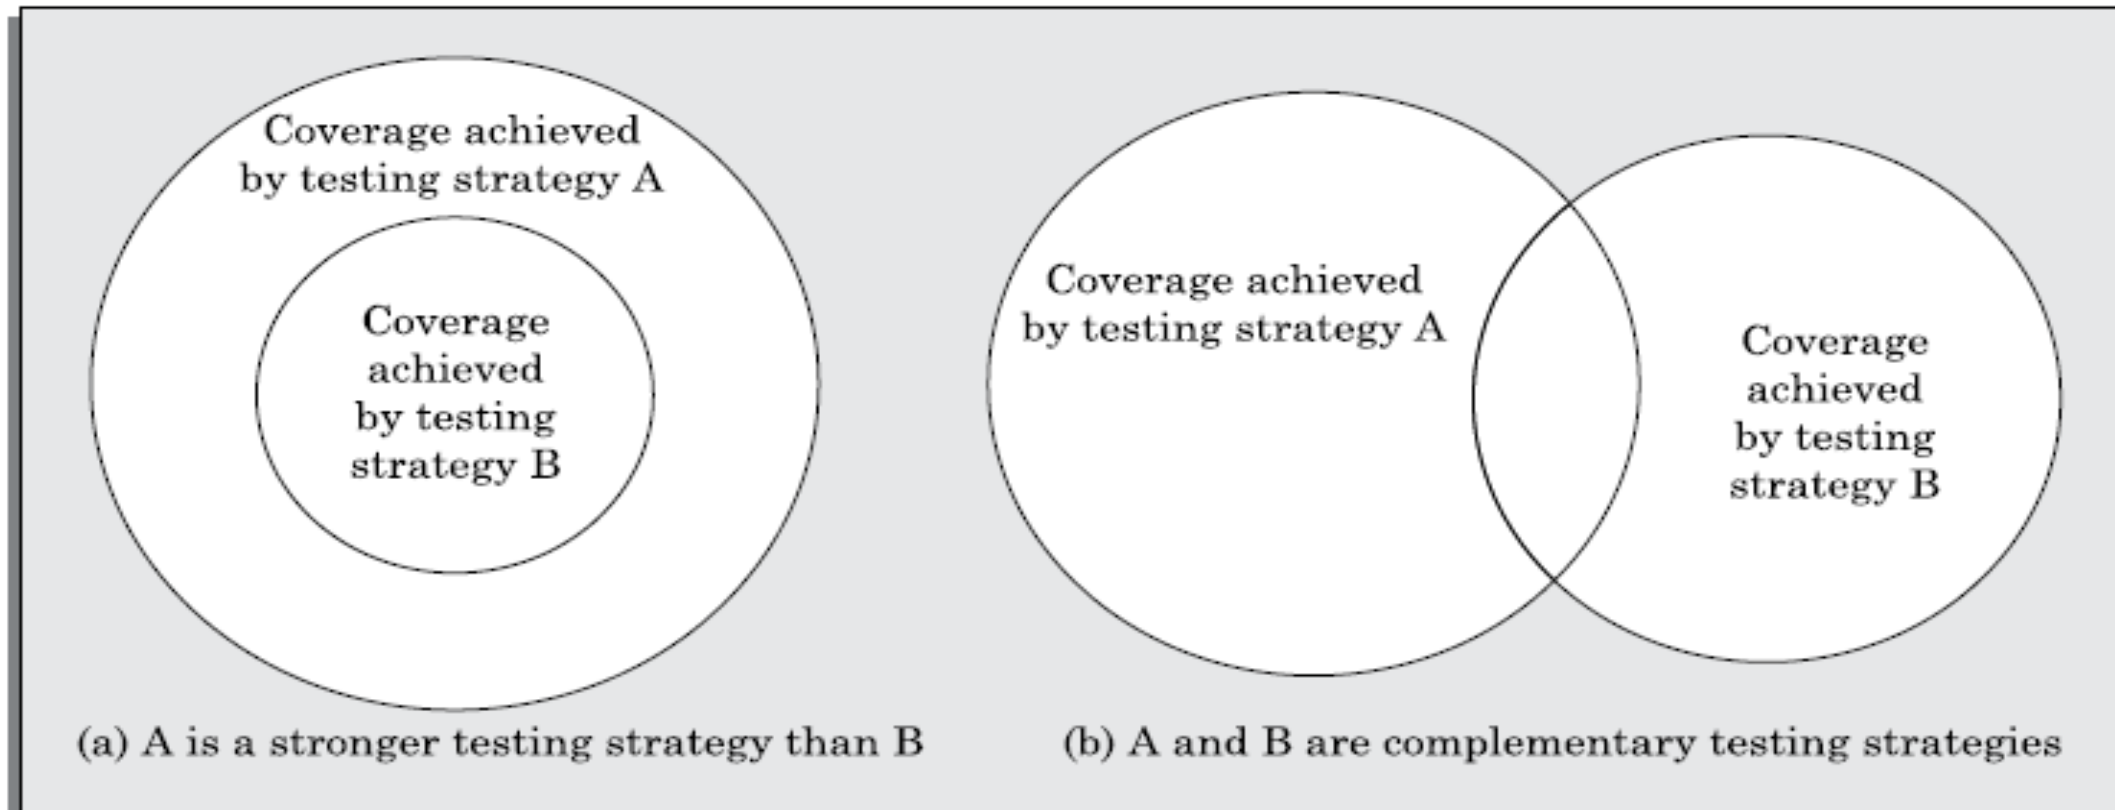 Coverage achieved
by testing strategy A
Coverage
achieved
by testing
strategy B
(a) A is a stronger testing strategy than B
Coverage achieved
by testing strategy A
Coverage
achieved
by testing
strategy B
(b) A and B are complementary testing strategies